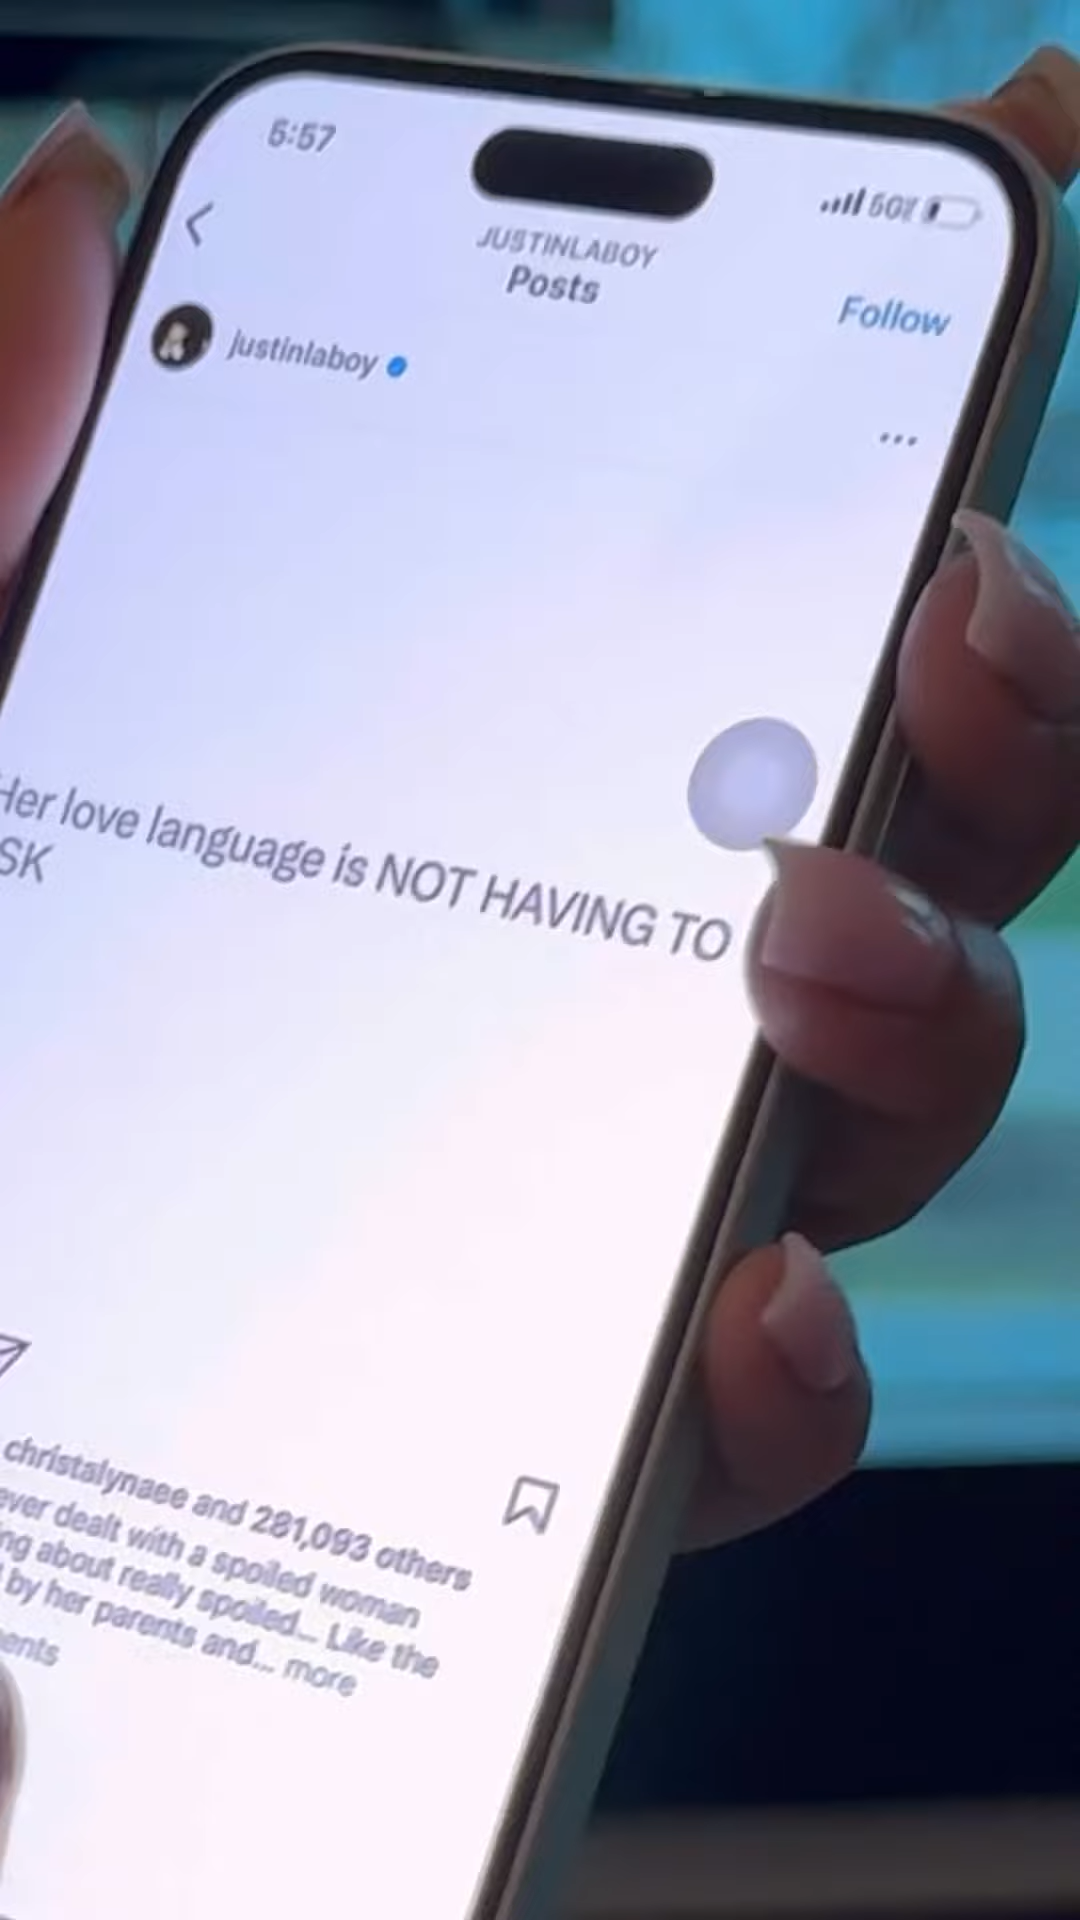 5:57
5G
JUSTINLABOY
Posts
Follow
justinlaboy
Her love language is NOT HAVING TO
SK
christalynaee and 281,093 others
ever dealt with a spoiled woman
ng about really spoiled... Like the
by her parents and... more
ents